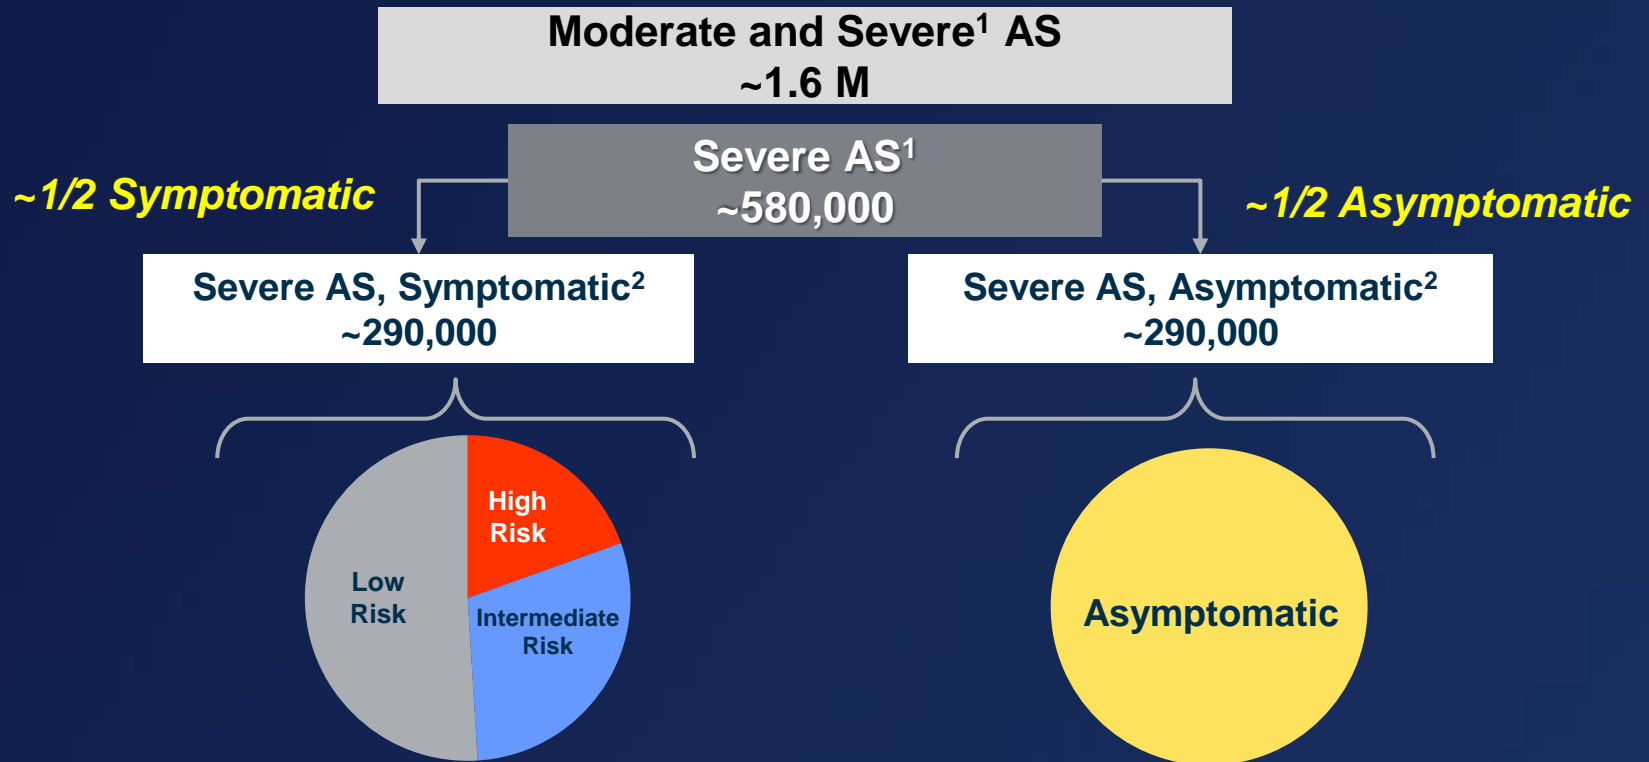 Moderate and Severe¹ AS
~1.6 M
Severe AS¹
~580,000
~1/2 Symptomatic
~1/2 Asymptomatic
Severe AS, Symptomatic²
~290,000
Severe AS, Asymptomatic²
~290,000
High
Risk
Low
Risk
Intermediate
Risk
Asymptomatic